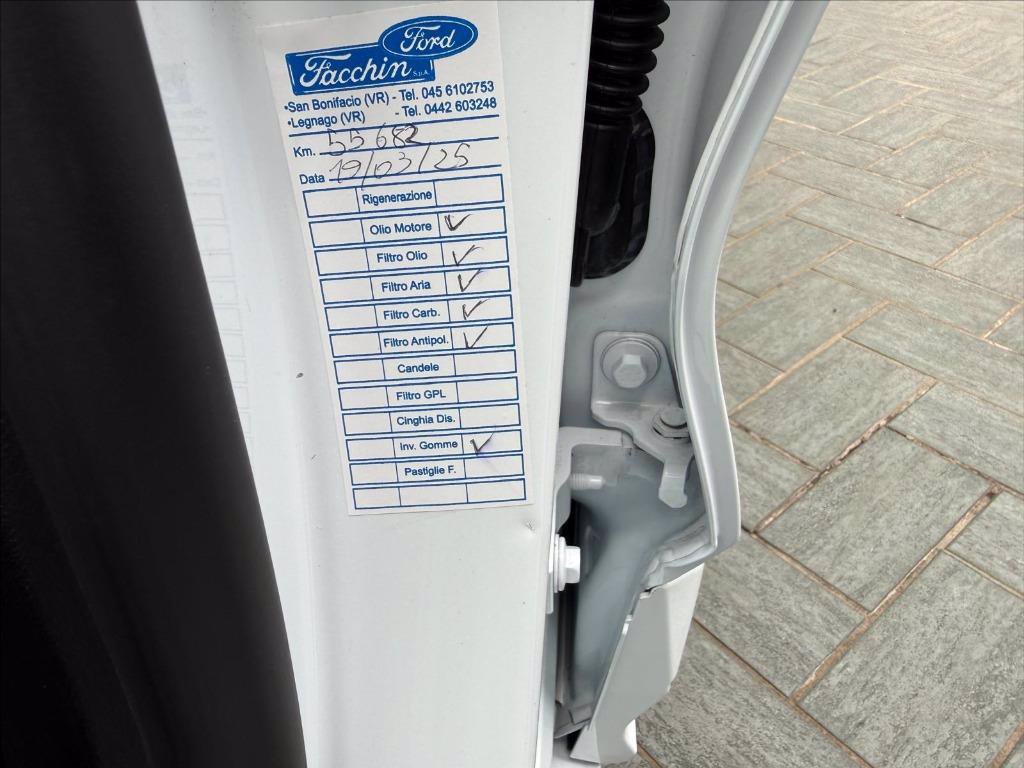 Ford
Facchin S.p.A.
•San Bonifacio (VR) - Tel. 045 6102753
•Legnago (VR) - Tel. 0442 603248
Km. 55682
Data 19/03/25
Rigenerazione
Olio Motore ✓
Filtro Olio ✓
Filtro Aria ✓
Filtro Carb. ✓
Filtro Antipol. ✓
Candele
Filtro GPL
Cinghia Dis.
Inv. Gomme ✓
Pastiglie F.